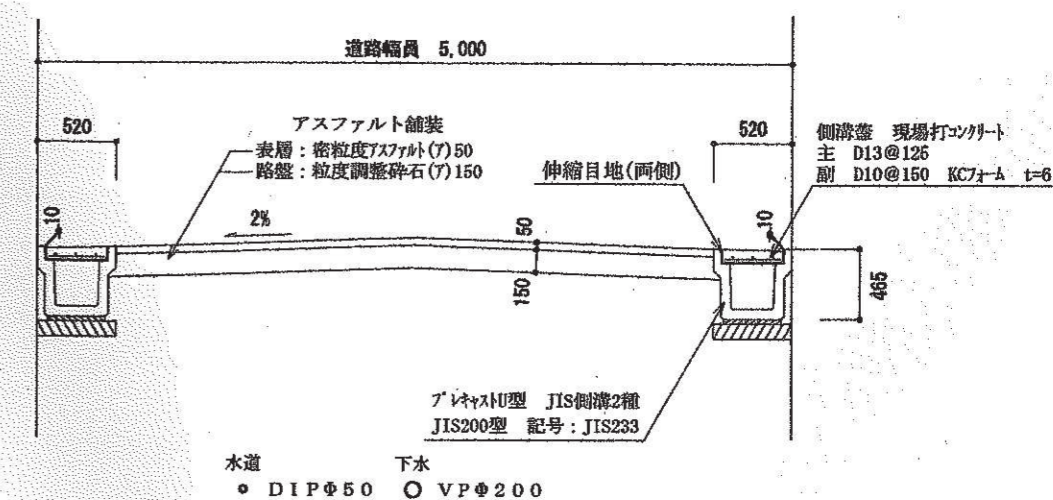 道路幅員 5,000
520
アスファルト舗装
表層:密粒度アスファルト(ア)50
路盤:粒度調整砕石(ア)150
520
側溝蓋 現場打コンクリート
主 D13@125
副 D10@150 KCフォーム t=6
伸縮目地(両側)
10
2%
50
10
150
465
プレキャストU型 JIS側溝2種
JIS200型 記号:JIS233
水道 下水
DIPΦ50 VPΦ200